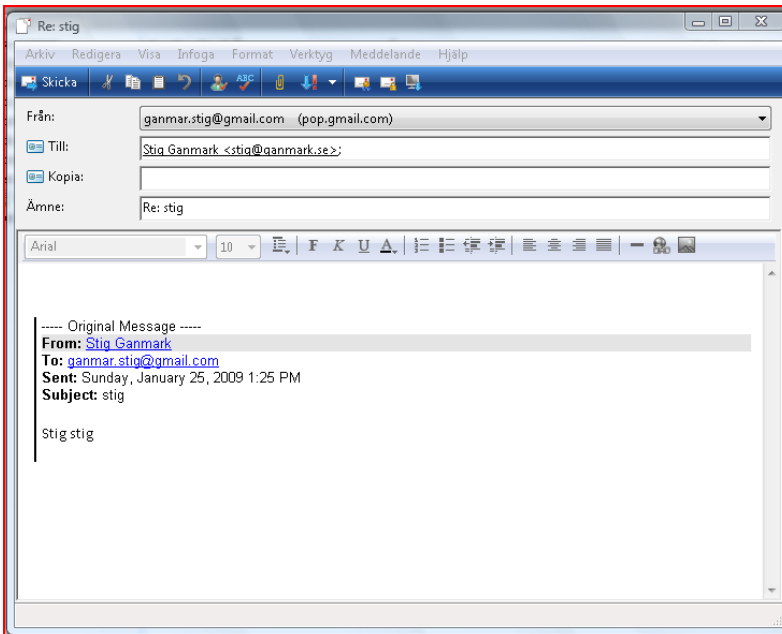 Re: stig
Arkiv Redigera Visa Infoga Format Verktyg Meddelande Hjälp
Skicka ABC
Från: ganmar.stig@gmail.com (pop.gmail.com)
Till: Stig Ganmark <stig@ganmark.se>;
Kopia:
Ämne: Re: stig
Arial 10 F K U A
----- Original Message -----
From: Stig Ganmark
To: ganmar.stig@gmail.com
Sent: Sunday, January 25, 2009 1:25 PM
Subject: stig
Stig stig